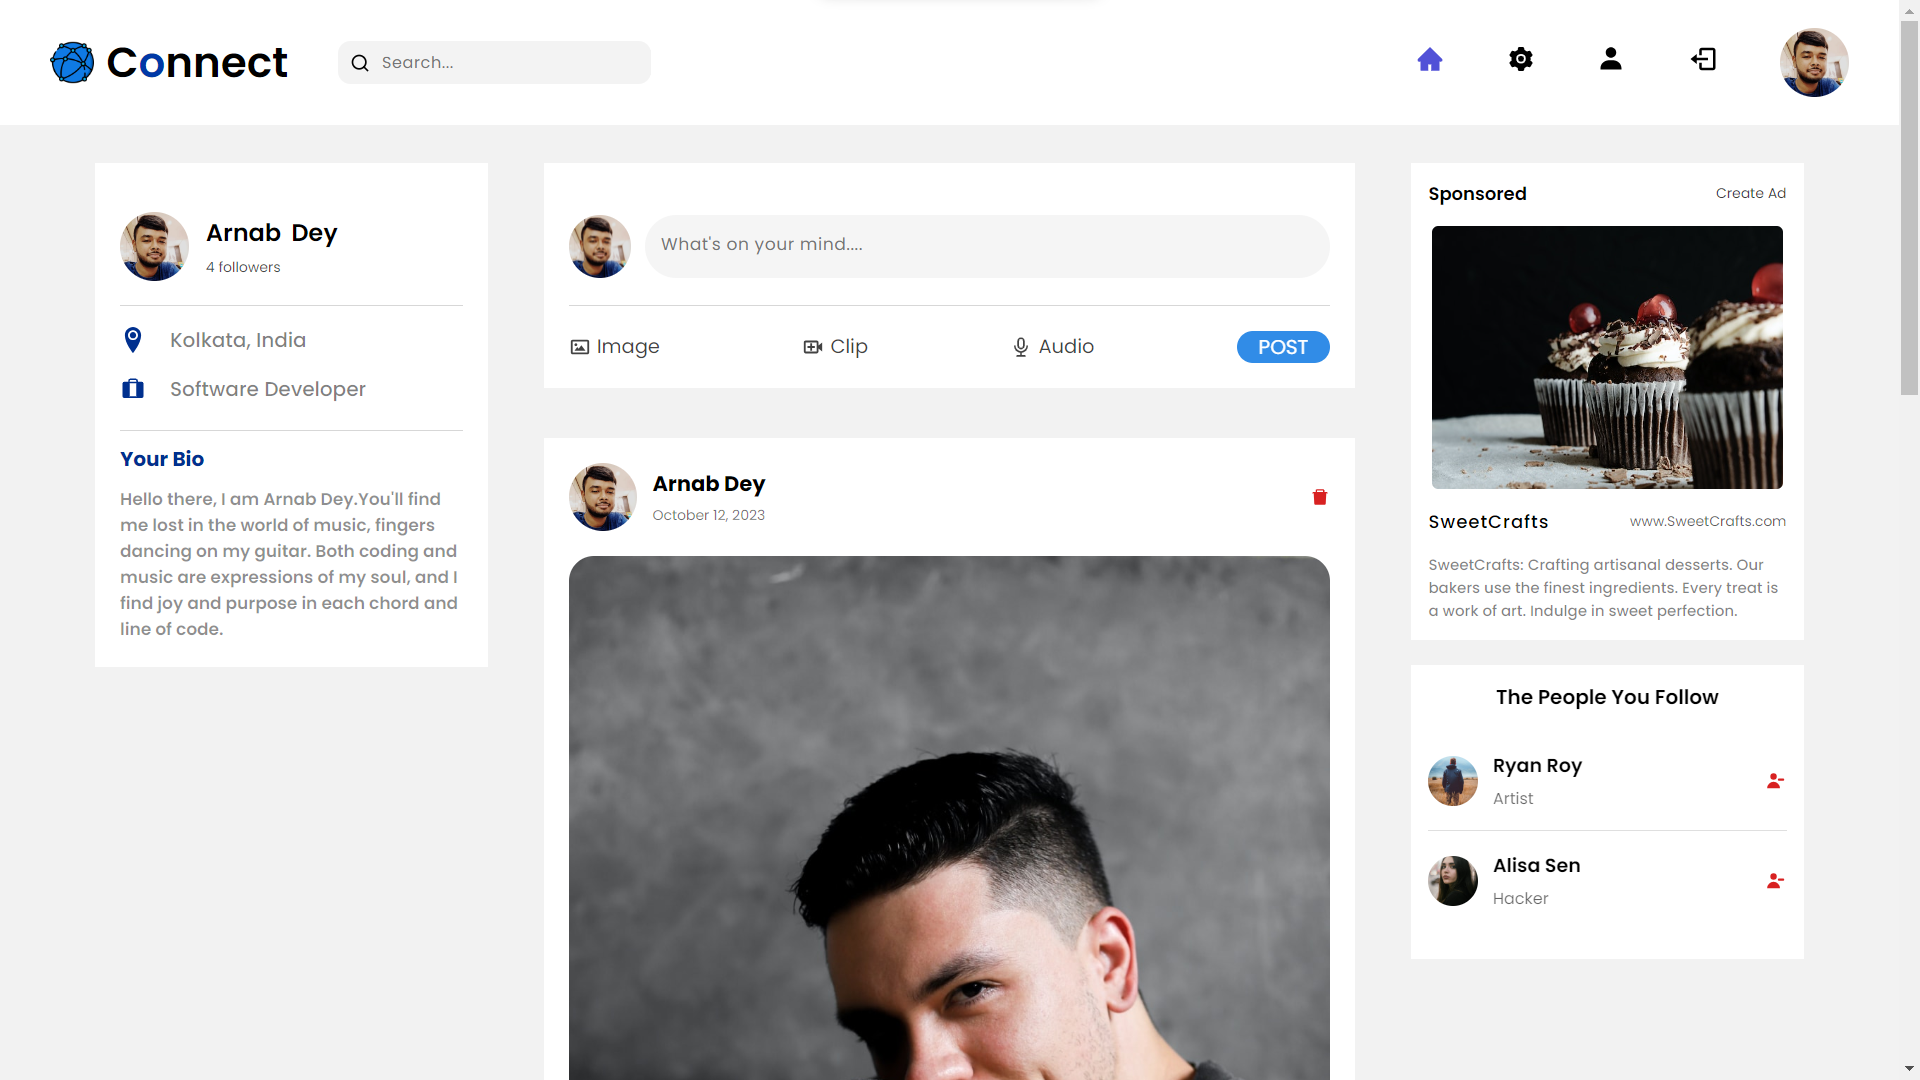 Connect
Search...
Arnab Dey
4 followers
Kolkata, India
Software Developer
Your Bio
Hello there, I am Arnab Dey.You'll find
me lost in the world of music, fingers
dancing on my guitar. Both coding and
music are expressions of my soul, and I
find joy and purpose in each chord and
line of code.
What's on your mind....
Image
Clip
Audio
POST
Arnab Dey
October 12, 2023
Sponsored
Create Ad
SweetCrafts
www.SweetCrafts.com
SweetCrafts: Crafting artisanal desserts. Our
bakers use the finest ingredients. Every treat is
a work of art. Indulge in sweet perfection.
The People You Follow
Ryan Roy
Artist
Alisa Sen
Hacker